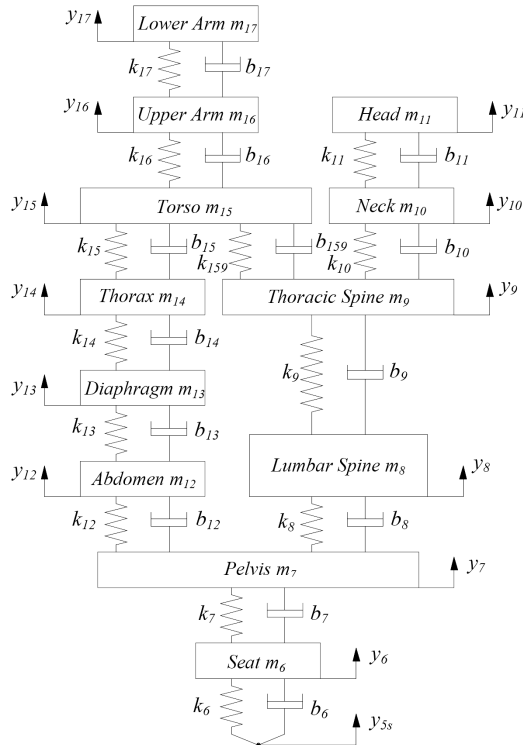 y₁₇ Lower Arm m₁₇
k₁₇ b₁₇
y₁₆ Upper Arm m₁₆ Head m₁₁ y₁₁
k₁₆ b₁₆ k₁₁ b₁₁
y₁₅ Torso m₁₅ Neck m₁₀ y₁₀
k₁₅ b₁₅ k₁₅₉ b₁₅₉ k₁₀ b₁₀
y₁₄ Thorax m₁₄ Thoracic Spine m₉ y₉
k₁₄ b₁₄
k₉ b₉
y₁₃ Diaphragm m₁₃
k₁₃ b₁₃
y₁₂ Abdomen m₁₂ Lumbar Spine m₈ y₈
k₁₂ b₁₂ k₈ b₈
Pelvis m₇ y₇
k₇ b₇
Seat m₆ y₆
k₆ b₆
y₅ₛ